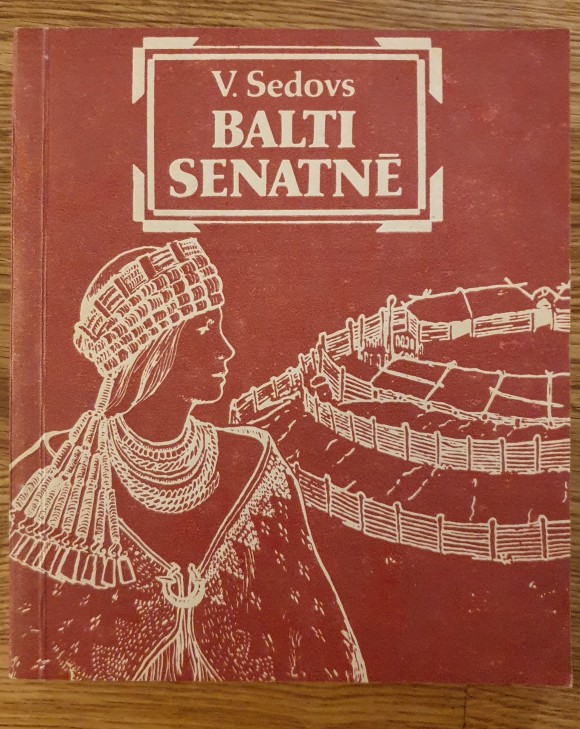 V. Sedovs
BALTI
SENATNĒ